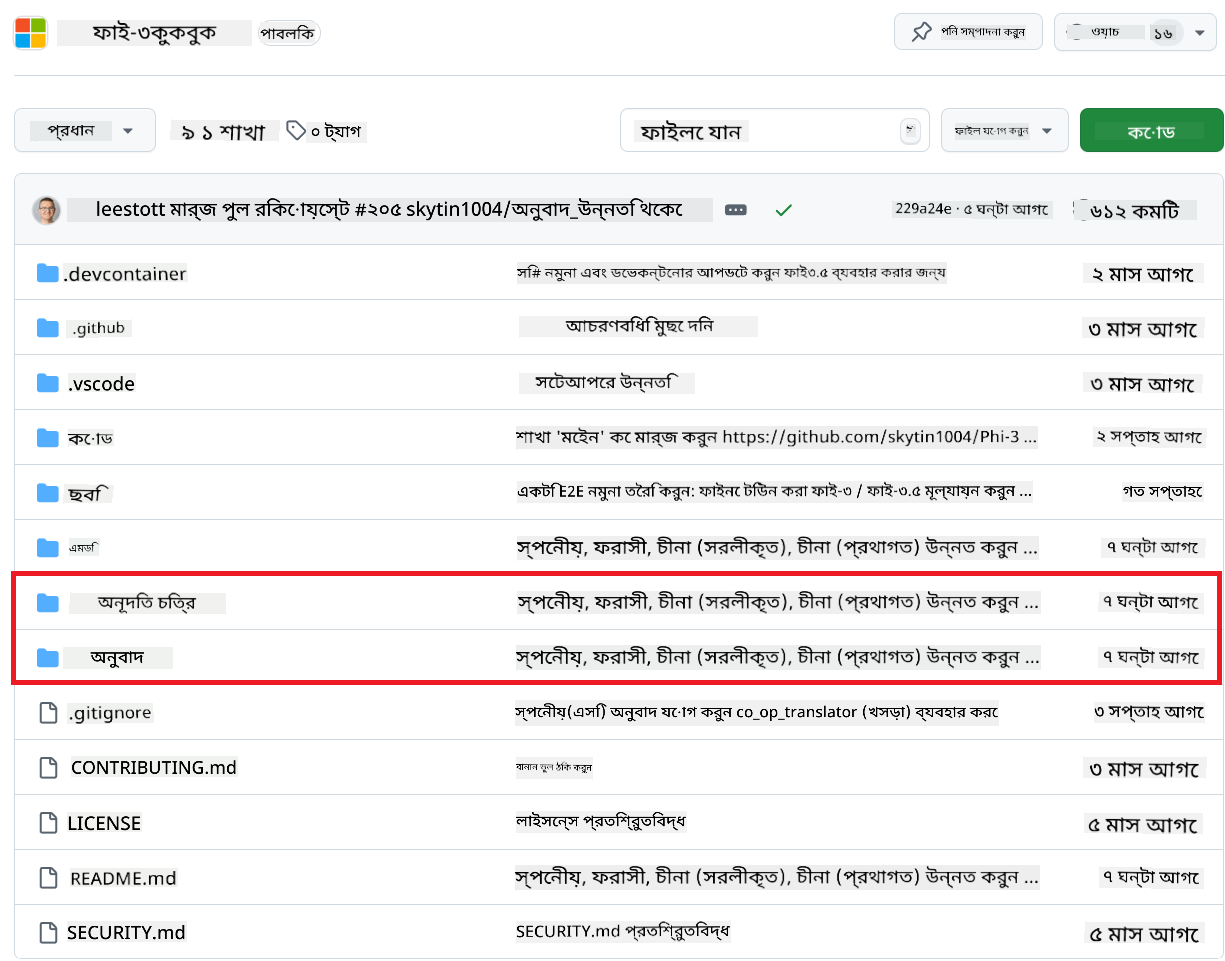 ফাই-৩কুকবুক পাবলিক পিন সম্পাদনা করুন ওয়াচ ১৬
প্রধান ৯ ১ শাখা ০ ট্যাগ ফাইলে যান ফাইল যোগ করুন কোড
leestott মার্জ পুল রিকোয়েস্ট #২০৫ skytin1004/অনুবাদ_উন্নতি থেকে 229a24e · ৫ ঘন্টা আগে ৬১২ কমিট
.devcontainer সি# নমুনা এবং ডেভকন্টেনার আপডেট করুন ফাই৩.৫ ব্যবহার করার জন্য ২ মাস আগে
.github আচরণবিধি মুছে দিন ৩ মাস আগে
.vscode সেটআপরে উন্নতি ৩ মাস আগে
কোড শাখা 'মেইন' কে মার্জ করুন https://github.com/skytin1004/Phi-3 ... ২ সপ্তাহ আগে
ছবি একটি E2E নমুনা তৈরি করুন: ফাইনে টিউন করা ফাই-৩ / ফাই-৩.৫ মূল্যায়ন করুন ... গত সপ্তাহে
এমডি স্পেনীয়, ফরাসী, চীনা (সরলীকৃত), চীনা (প্রথাগত) উন্নত করুন ... ৭ ঘন্টা আগে
অনূদিত চিত্র স্পেনীয়, ফরাসী, চীনা (সরলীকৃত), চীনা (প্রথাগত) উন্নত করুন ... ৭ ঘন্টা আগে
অনুবাদ স্পেনীয়, ফরাসী, চীনা (সরলীকৃত), চীনা (প্রথাগত) উন্নত করুন ... ৭ ঘন্টা আগে
.gitignore স্পেনীয়(এসি) অনুবাদ যোগ করুন co_op_translator (খসড়া) ব্যবহার করে ৩ সপ্তাহ আগে
CONTRIBUTING.md বানান ভুল ঠিক করুন ৩ মাস আগে
LICENSE লাইসেন্স প্রতিশ্রুতিবদ্ধ ৫ মাস আগে
README.md স্পেনীয়, ফরাসী, চীনা (সরলীকৃত), চীনা (প্রথাগত) উন্নত করুন ... ৭ ঘন্টা আগে
SECURITY.md SECURITY.md প্রতিশ্রুতিবদ্ধ ৫ মাস আগে